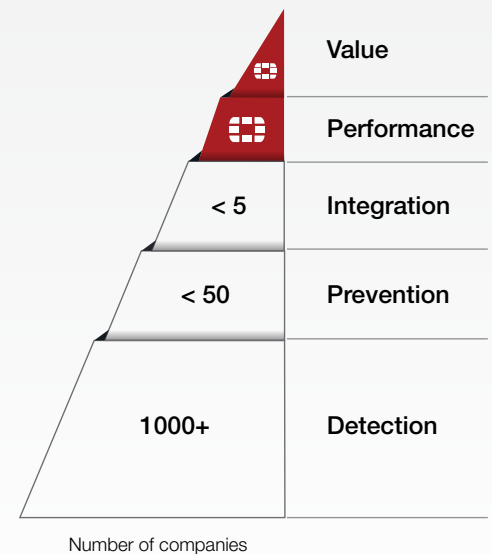 Value
Performance
< 5 Integration
< 50 Prevention
1000+ Detection
Number of companies